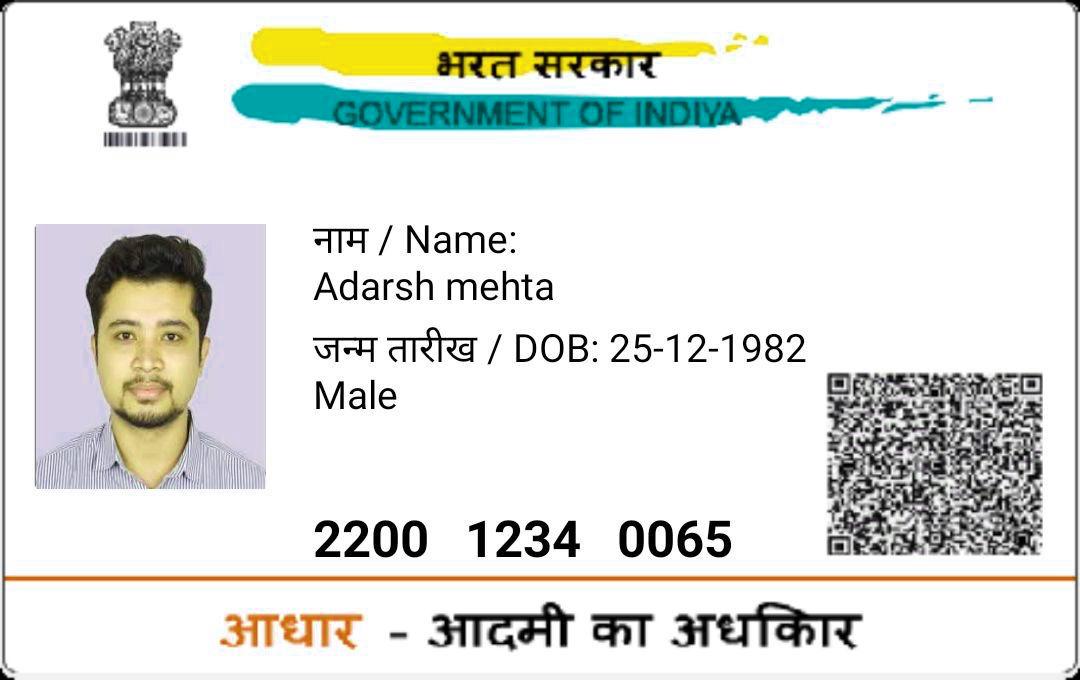 भरत सरकार
GOVERNMENT OF INDIYA
नाम / Name:
Adarsh mehta
जन्म तारीख / DOB: 25-12-1982
Male
2200 1234 0065
आधार - आदमी का अधकिार